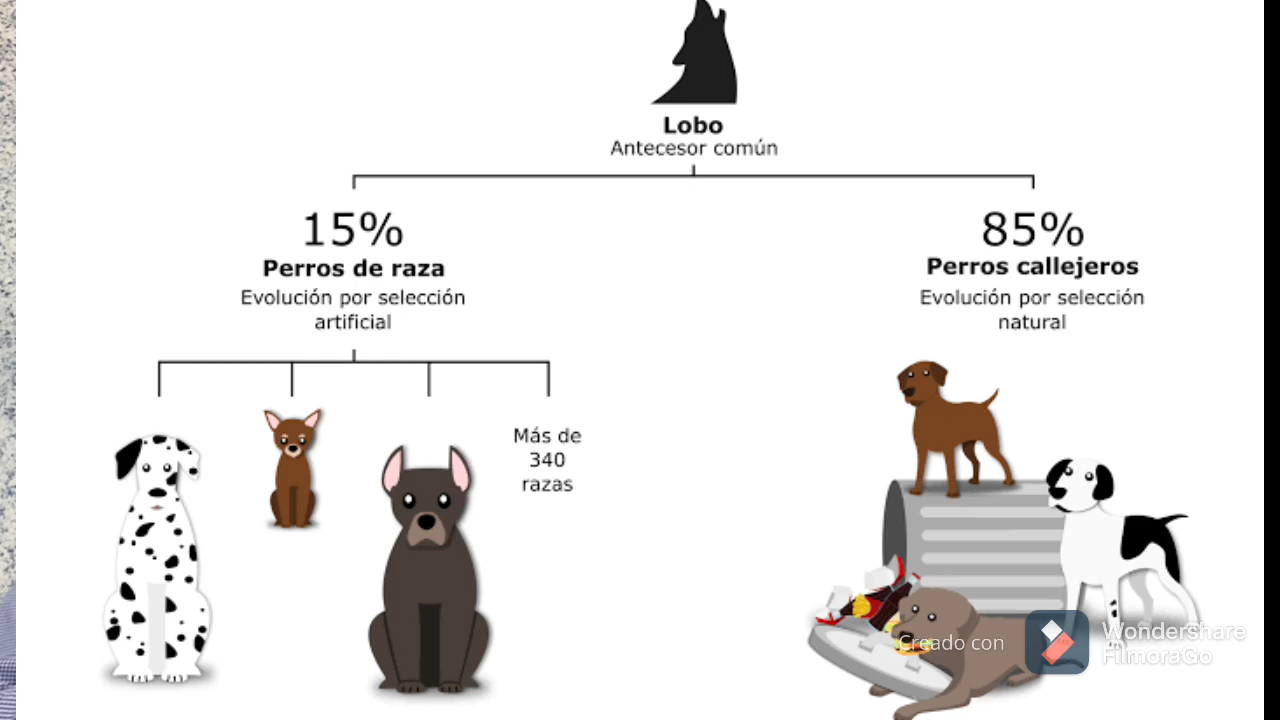 Lobo
Antecesor común
15%
Perros de raza
Evolución por selección
artificial
85%
Perros callejeros
Evolución por selección
natural
Más de
340
razas
Creado con
Wondershare
FilmoraGo